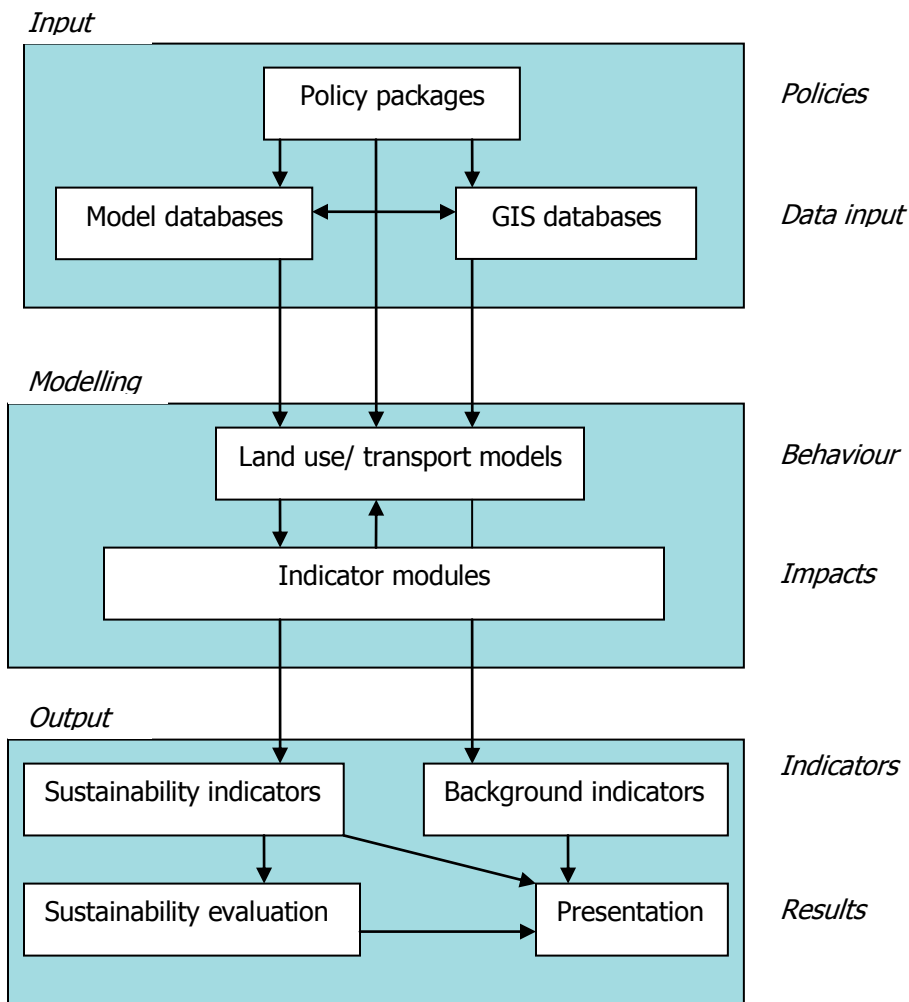 Input
Policy packages
Policies
Model databases
GIS databases
Data input
Modelling
Land use/ transport models
Behaviour
Indicator modules
Impacts
Output
Sustainability indicators
Background indicators
Indicators
Sustainability evaluation
Presentation
Results